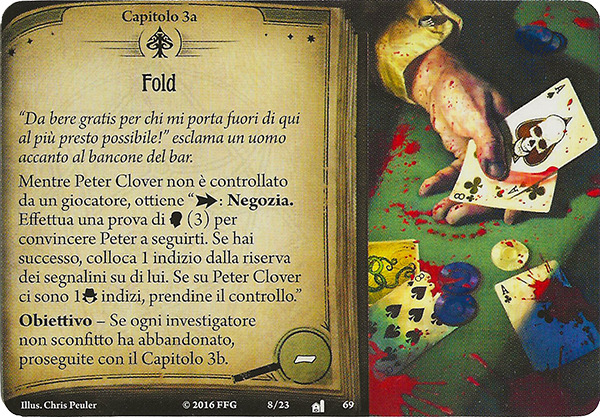 Capitolo 3a
Fold
“Da bere gratis per chi mi porta fuori di qui
al più presto possibile!” esclama un uomo
accanto al bancone del bar.
Mentre Peter Clover non è controllato
da un giocatore, ottiene “: Negozia.
Effettua una prova di (3) per
convincere Peter a seguirti. Se hai
successo, colloca 1 indizio dalla riserva
dei segnalini su di lui. Se su Peter Clover
ci sono 1 indizi, prendine il controllo.”
Obiettivo – Se ogni investigatore
non sconfitto ha abbandonato,
proseguite con il Capitolo 3b.
Illus. Chris Peuler © 2016 FFG 8/23 69
A
8
A
8
A